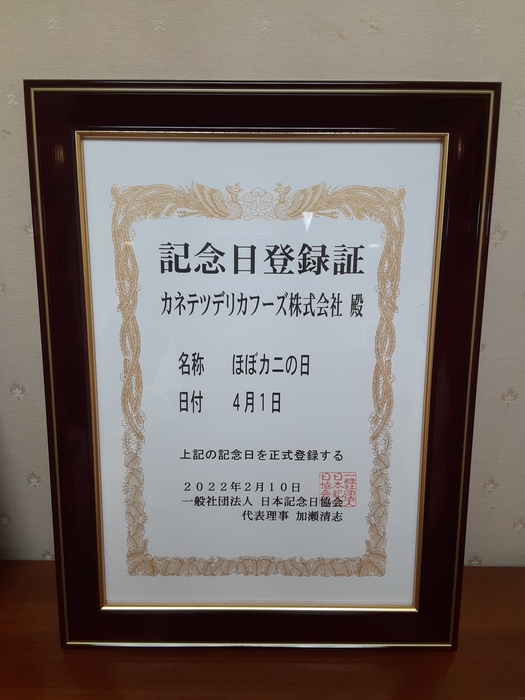 記念日登録証
カネテツデリカフーズ株式会社 殿
名称 ほぼカニの日
日付 4月1日
上記の記念日を正式登録する
２０２２年２月１０日
一般社団法人 日本記念日協会
代表理事 加瀬清志